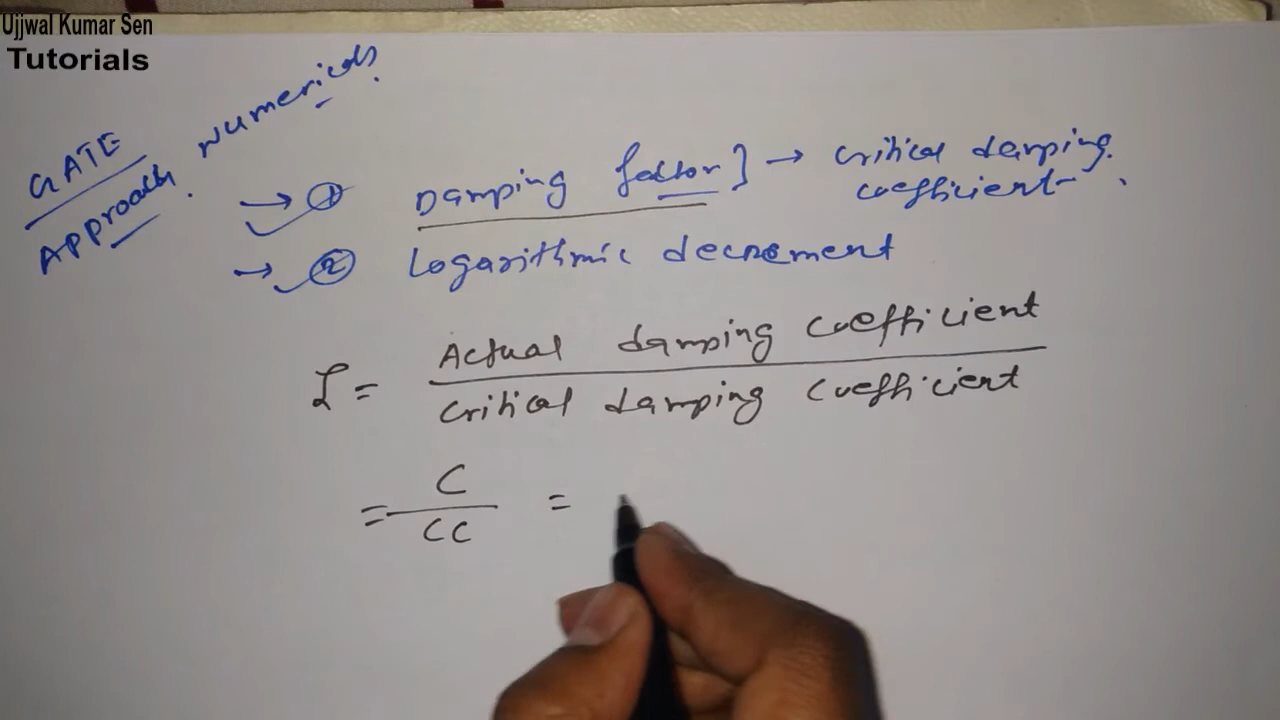 Ujjwal Kumar Sen
Tutorials
GATE
APProach Numericals.
→ 1 Damping factor] → critical damping coefficient
→ 2 Logarithmic decrement
ζ = Actual damping coefficient
critical damping coefficient
= C
CC
=